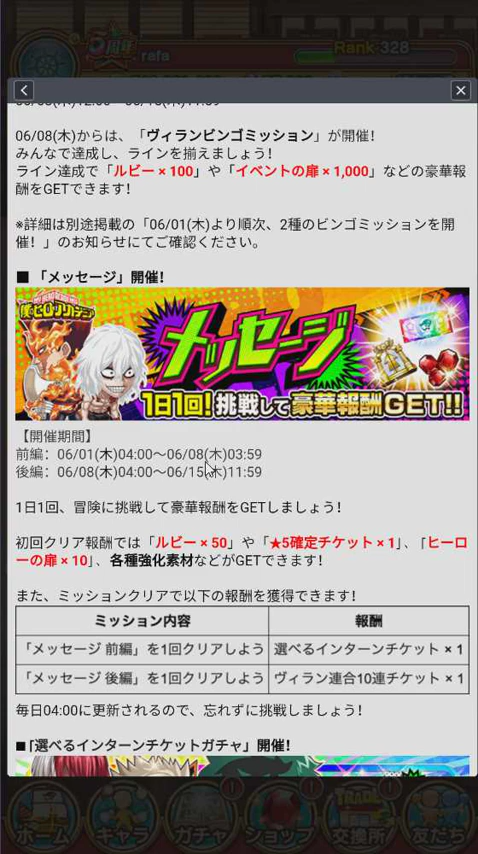 5周年
rafa
Rank 328
06/08(木)からは、「ヴィランビンゴミッション」が開催!
みんなで達成し、ラインを揃えましょう!
ライン達成で「ルビー × 100」や「イベントの扉 × 1,000」などの豪華報
酬をGETできます!
※詳細は別途掲載の「06/01(木)より順次、2種のビンゴミッションを開
催!」のお知らせにてご確認ください。
■「メッセージ」開催!
メッセージ
1日1回!挑戦して豪華報酬GET!!
【開催期間】
前編：06/01(木)04:00～06/08(木)03:59
後編：06/08(木)04:00～06/15(木)11:59
1日1回、冒険に挑戦して豪華報酬をGETしましょう!
初回クリア報酬では「ルビー × 50」や「★5確定チケット × 1」、「ヒーロ
ーの扉 × 10」、各種強化素材などがGETできます!
また、ミッションクリアで以下の報酬を獲得できます!
ミッション内容 報酬
「メッセージ 前編」を1回クリアしよう 選べるインターンチケット × 1
「メッセージ 後編」を1回クリアしよう ヴィラン連合10連チケット × 1
毎日04:00に更新されるので、忘れずに挑戦しましょう!
■「選べるインターンチケットガチャ」開催!
ホーム キャラ ガチャ ショップ 交換所 友だち